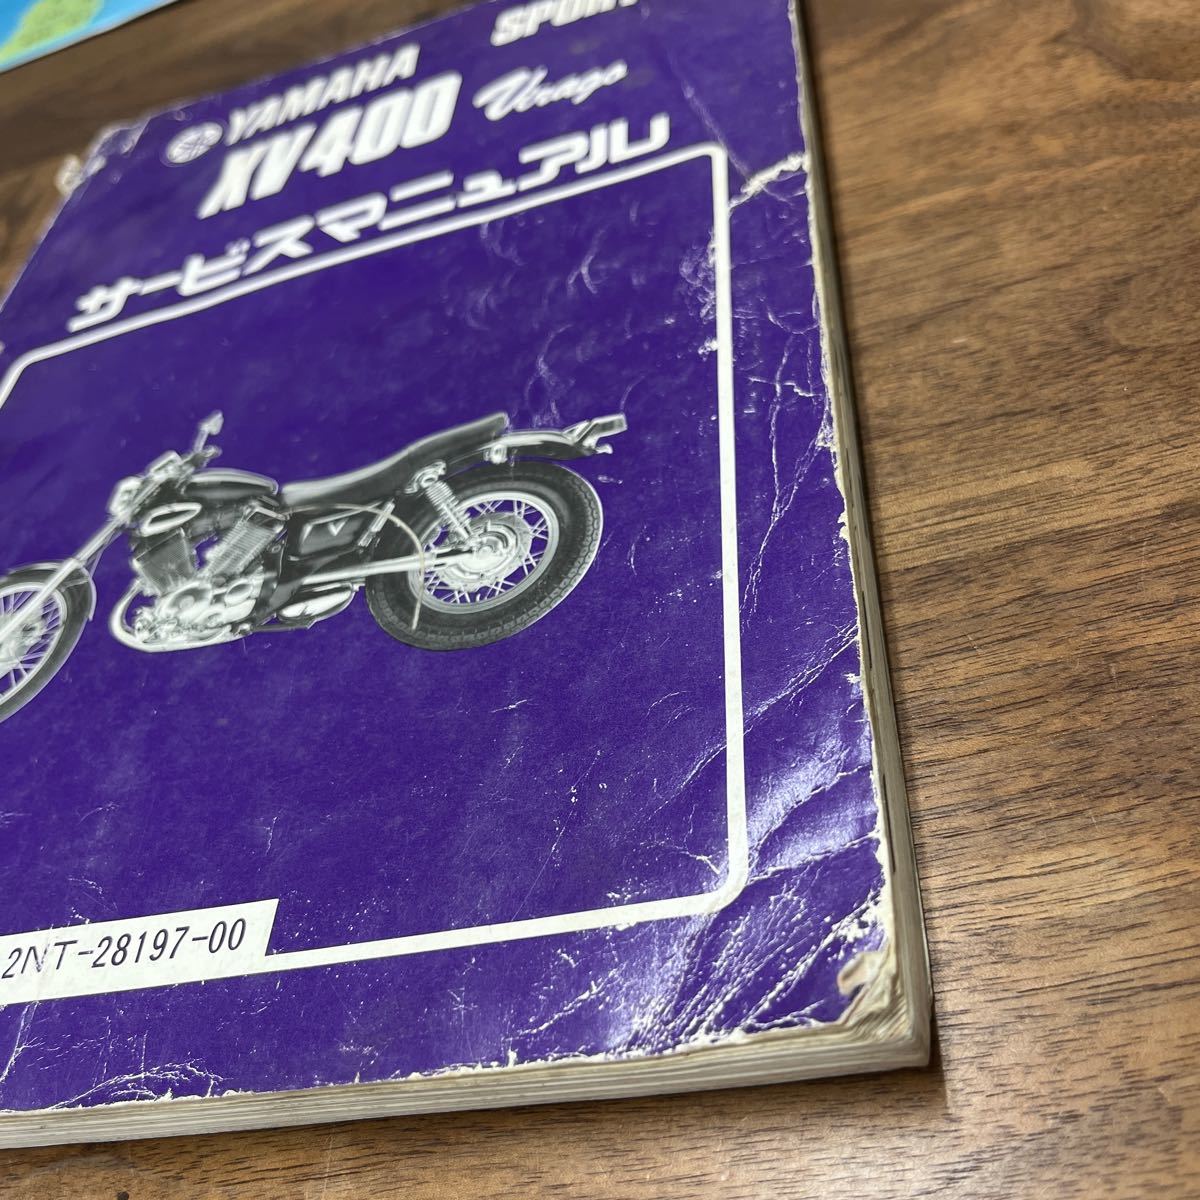 YAMAHA SPORT
XV400 Virago
サービスマニュアル
2NT-28197-00